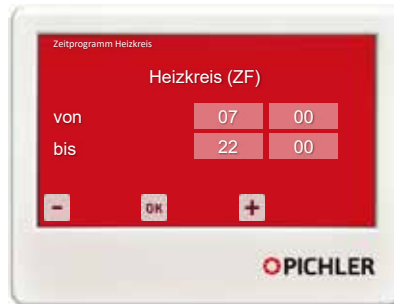 Zeitprogramm Heizkreis
Heizkreis (ZF)
von 07 00
bis 22 00
- OK +
PICHLER